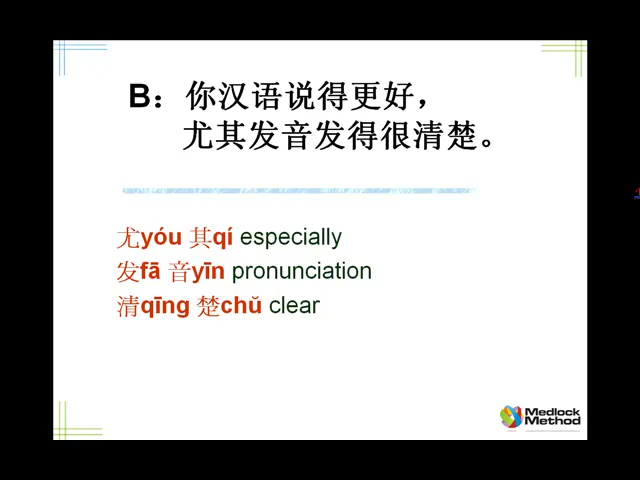 B：你汉语说得更好，
尤其发音发得很清楚。
尤yóu 其qí especially
发fā 音yīn pronunciation
清qīng 楚chǔ clear
Medlock
Method